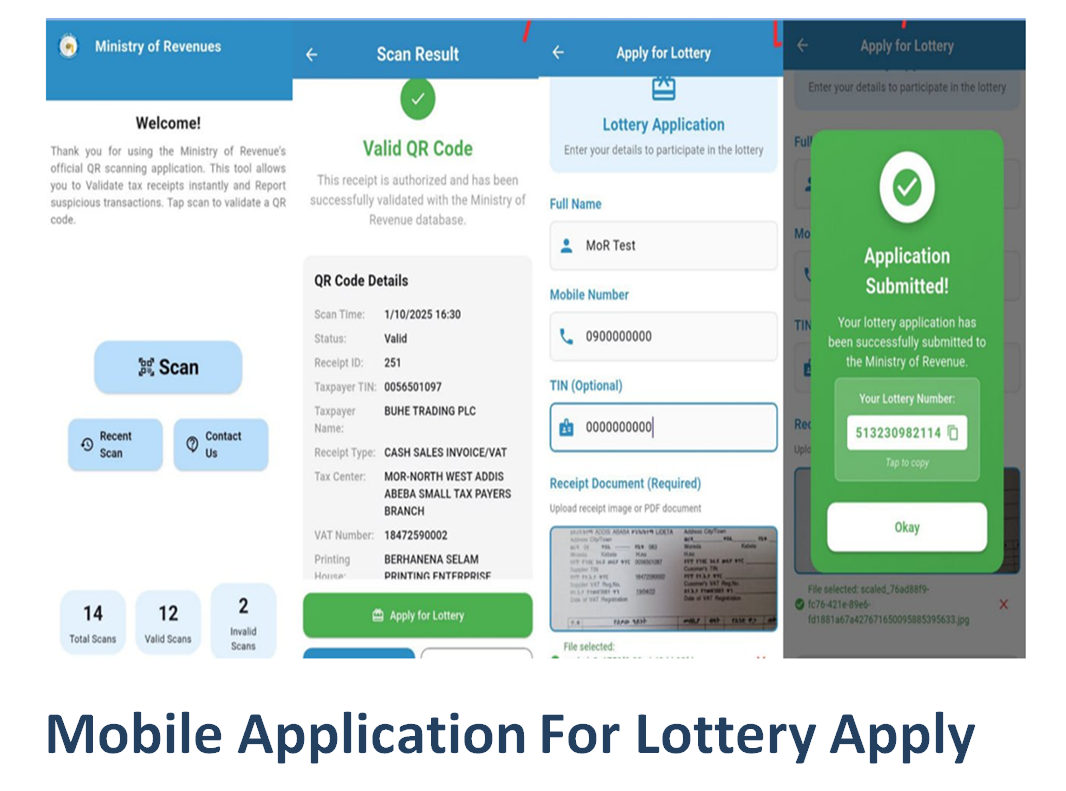 Ministry of Revenues
Welcome!
Thank you for using the Ministry of Revenue's
official QR scanning application. This tool allows
you to Validate tax receipts instantly and Report
suspicious transactions. Tap scan to validate a QR
code.
Scan
Recent
Scan
Contact
Us
14
Total Scans
12
Valid Scans
2
Invalid
Scans
Scan Result
Valid QR Code
This receipt is authorized and has been
successfully validated with the Ministry of
Revenue database.
QR Code Details
Scan Time: 1/10/2025 16:30
Status: Valid
Receipt ID: 251
Taxpayer TIN: 0056501097
Taxpayer
Name:
BUHE TRADING PLC
Receipt Type: CASH SALES INVOICE/VAT
Tax Center: MOR-NORTH WEST ADDIS
ABEBA SMALL TAX PAYERS
BRANCH
VAT Number: 18472590002
Printing
House:
BERHANENA SELAM
PRINTING ENTERPRISE
Apply for Lottery
Apply for Lottery
Lottery Application
Enter your details to participate in the lottery
Full Name
MoR Test
Mobile Number
0900000000
TIN (Optional)
0000000000
Receipt Document (Required)
Upload receipt image or PDF document
File selected:
Apply for Lottery
Enter your details to participate in the lottery
Application
Submitted!
Your lottery application has
been successfully submitted to
the Ministry of Revenue.
Your Lottery Number:
513230982114
Tap to copy
Okay
File selected: scaled_76ad88f9-
fc76-421e-89e6-
fd1881a67a427671650095885395633.jpg
Mobile Application For Lottery Apply